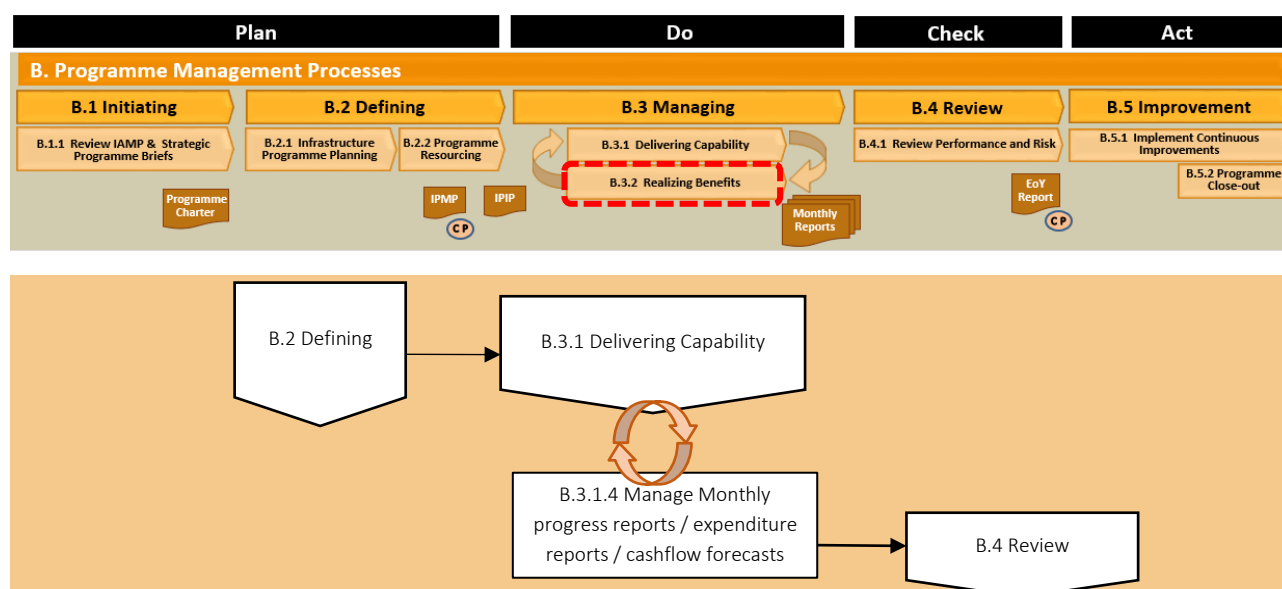 Plan
Do
Check
Act
B. Programme Management Processes
B.1 Initiating
B.2 Defining
B.3 Managing
B.4 Review
B.5 Improvement
B.1.1 Review IAMP & Strategic
Programme Briefs
B.2.1 Infrastructure
Programme Planning
B.2.2 Programme
Resourcing
B.3.1 Delivering Capability
B.3.2 Realizing Benefits
B.4.1 Review Performance and Risk
B.5.1 Implement Continuous
Improvements
B.5.2 Programme
Close-out
Programme
Charter
IPMP
CP
IPIP
Monthly
Reports
EoY
Report
CP
B.2 Defining
B.3.1 Delivering Capability
B.3.1.4 Manage Monthly
progress reports / expenditure
reports / cashflow forecasts
B.4 Review